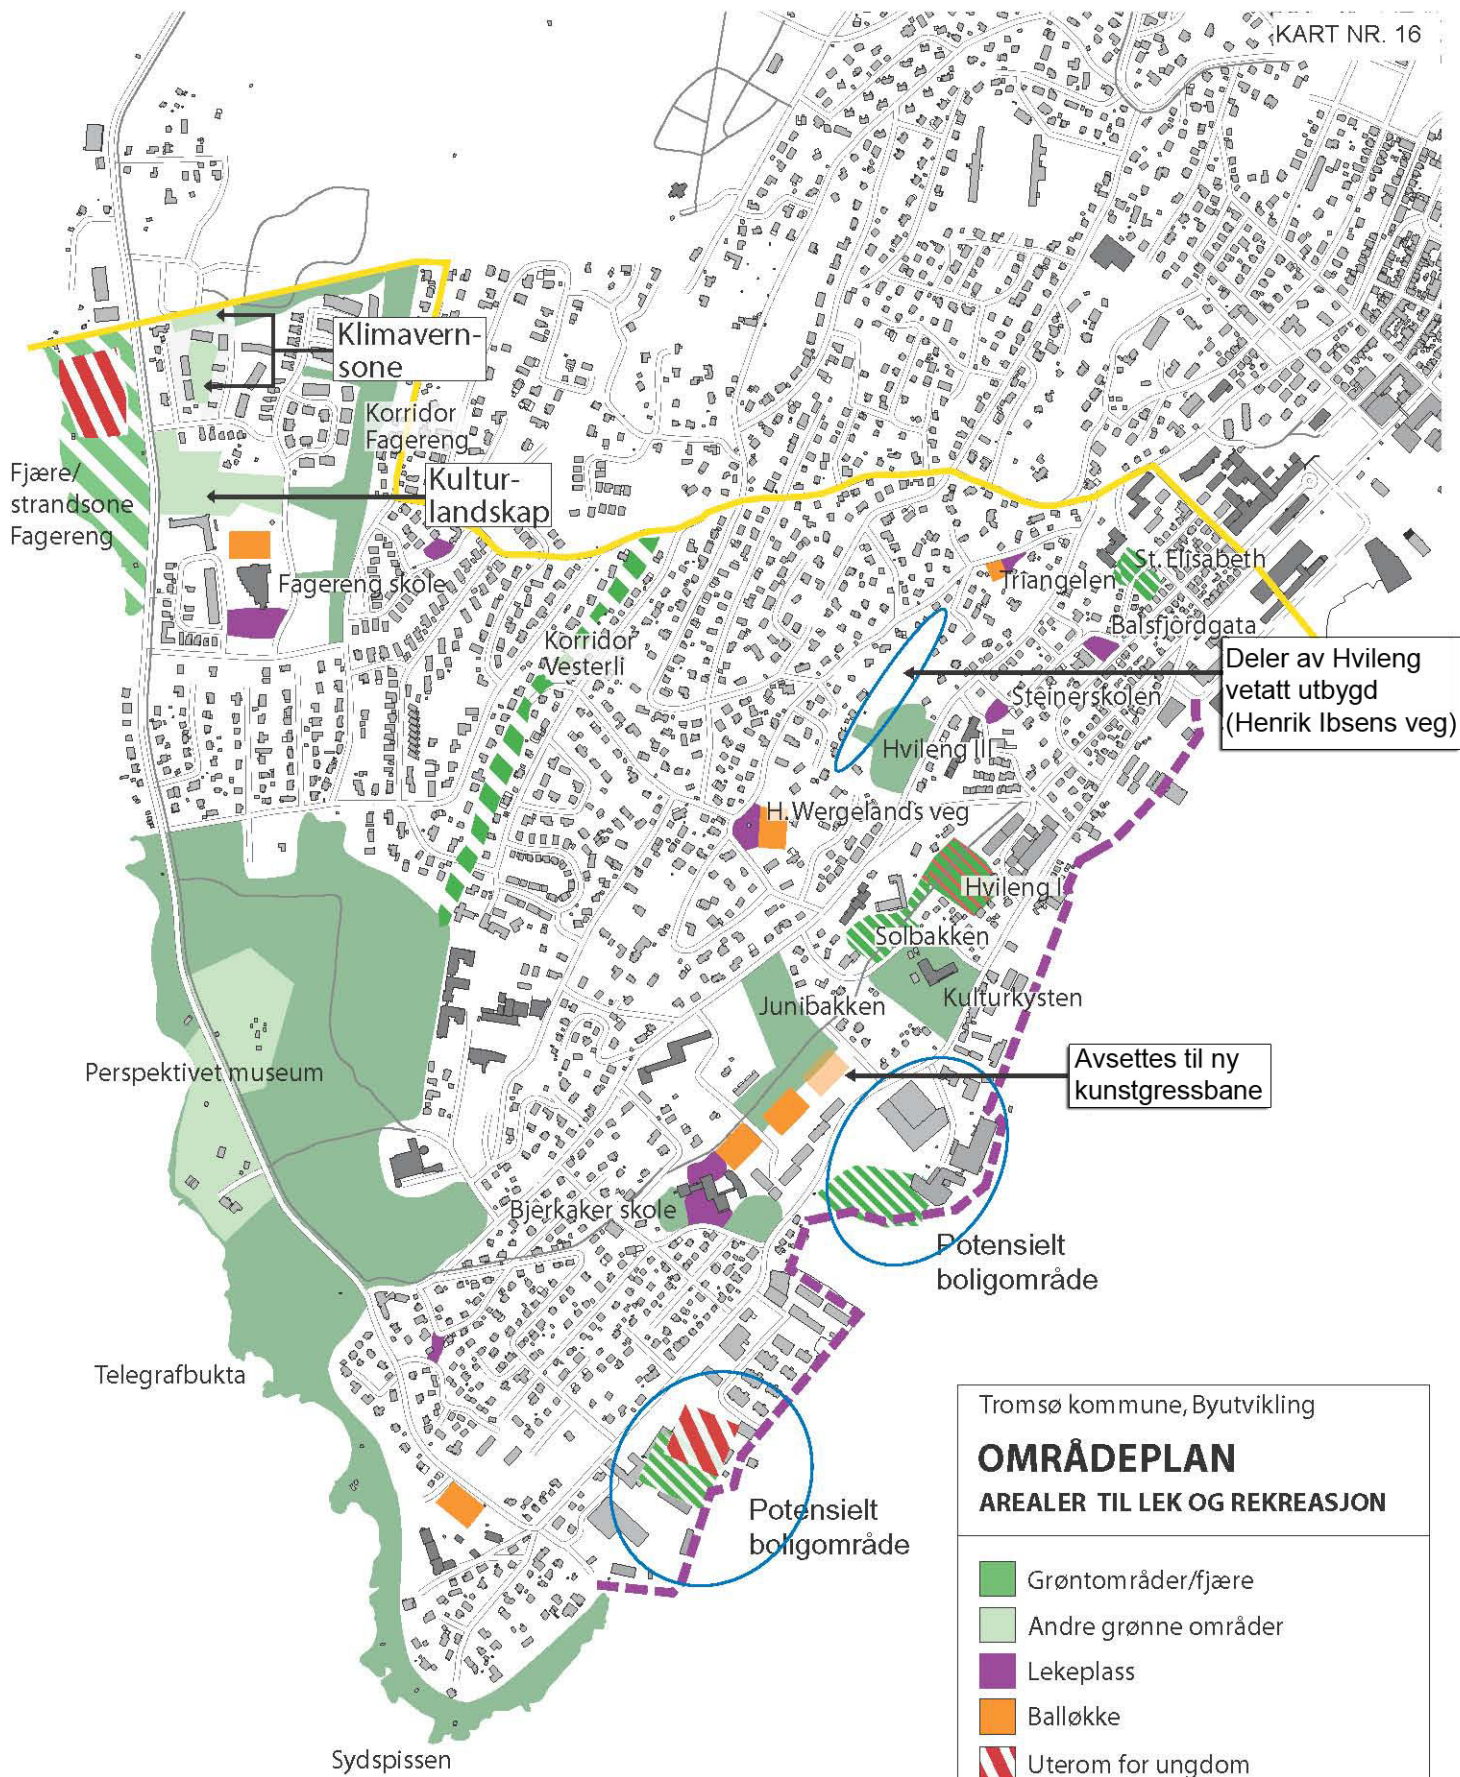 KART NR. 16
Klimavern-
sone
Korridor
Fagereng
Kultur-
landskap
Fjære/
strandsone
Fagereng
Fagereng skole
Triangelen
St. Elisabeth
Balsfjordgata
Korridor
Vesterli
Deler av Hvileng
vetatt utbygd
(Henrik Ibsens veg)
Steinerskolen
Hvileng III
H. Wergelands veg
Hvileng I
Solbakken
Junibakken
Kulturkysten
Perspektivet museum
Avsettes til ny
kunstgressbane
Bjerkaker skole
Potensielt
boligområde
Telegrafbukta
Potensielt
boligområde
Sydspissen
Tromsø kommune, Byutvikling
OMRÅDEPLAN
AREALER TIL LEK OG REKREASJON
Grøntområder/fjære
Andre grønne områder
Lekeplass
Balløkke
Uterom for ungdom